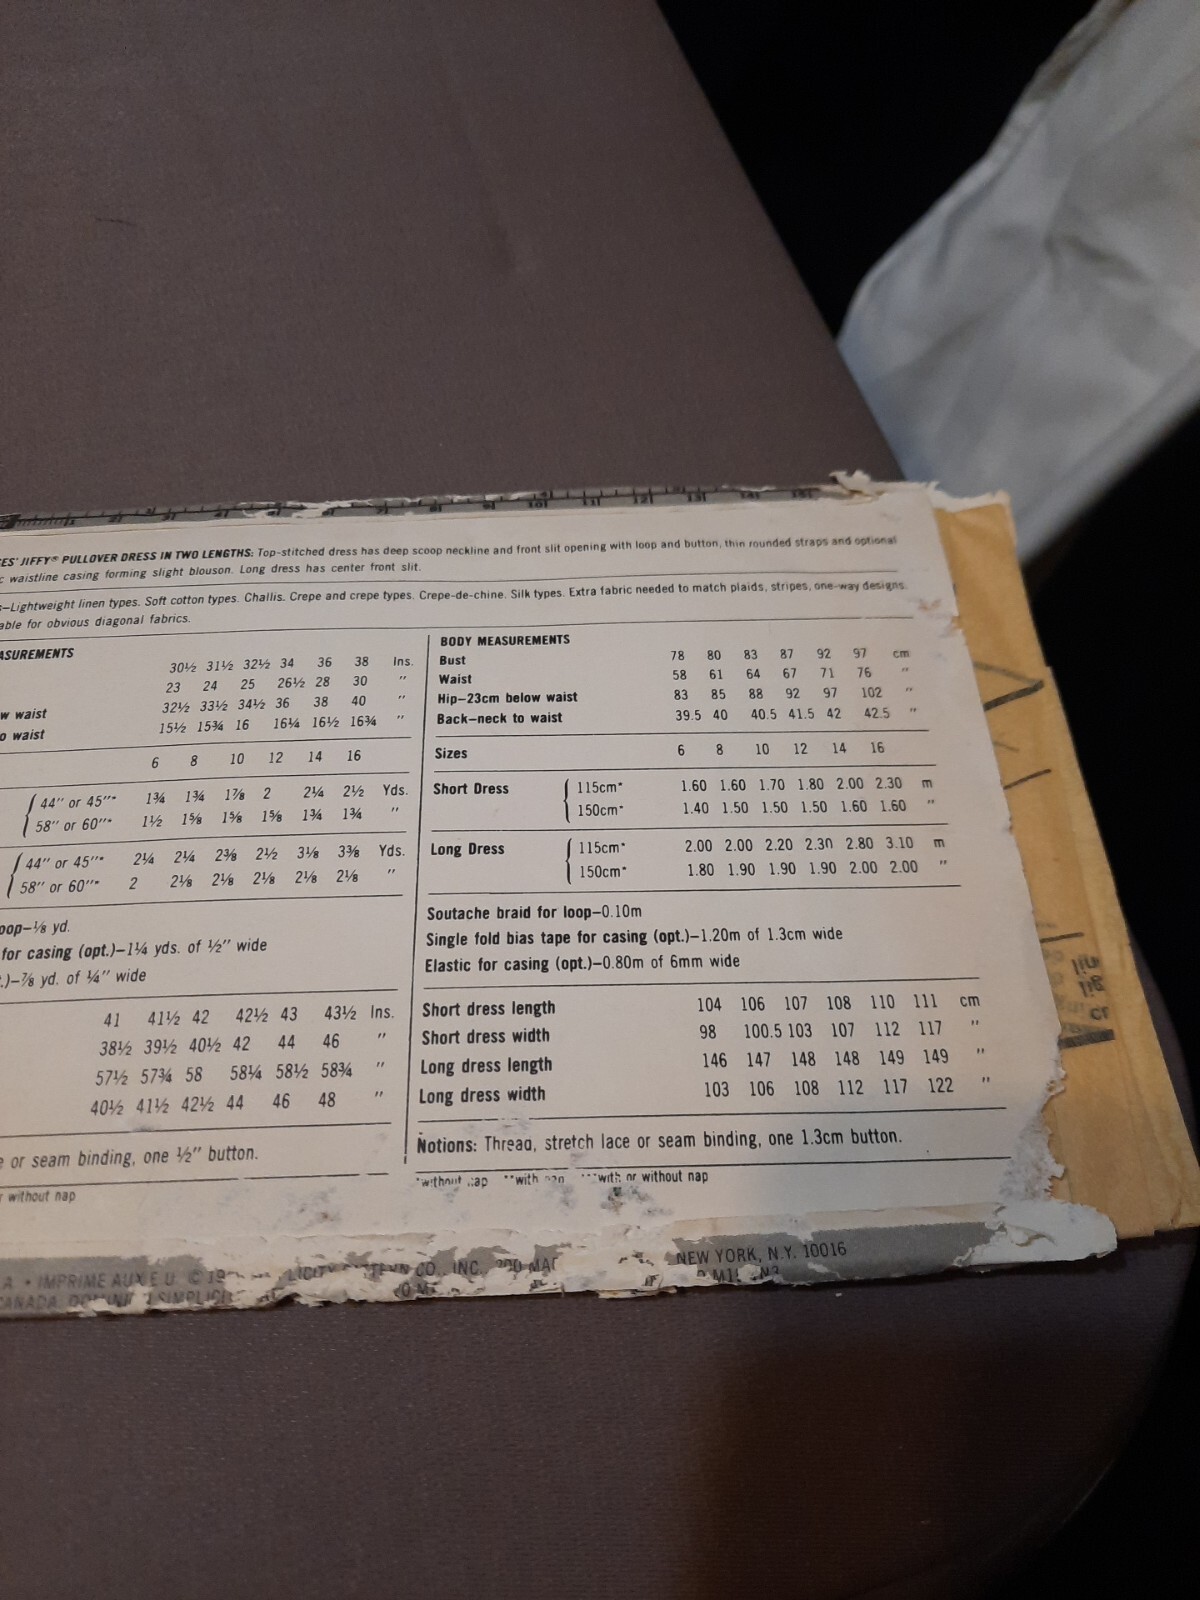 PULLOVER DRESS IN TWO LENGTHS: Top-stitched dress has deep scoop neckline and front slit opening with loop and button, thin rounded straps and optional
waistline casing forming slight blouson. Long dress has center front slit.
–Lightweight linen types. Soft cotton types. Challis. Crepe and crepe types. Crepe-de-chine. Silk types. Extra fabric needed to match plaids, stripes, one-way designs.
able for obvious diagonal fabrics.
ASUREMENTS
30½ 31½ 32½ 34 36 38 Ins.
23 24 25 26½ 28 30 "
w waist 32½ 33½ 34½ 36 38 40 "
o waist 15½ 15¾ 16 16¼ 16½ 16¾ "
6 8 10 12 14 16
44" or 45"* 1¾ 1¾ 1⅞ 2 2¼ 2½ Yds.
58" or 60"* 1½ 1⅝ 1⅝ 1⅝ 1¾ 1¾ "
44" or 45"* 2¼ 2¼ 2⅜ 2½ 3⅛ 3⅜ Yds.
58" or 60"* 2 2⅛ 2⅛ 2⅛ 2⅛ 2⅛ "
oop–⅛ yd.
for casing (opt.)–1¼ yds. of ½" wide
.)–⅞ yd. of ¼" wide
41 41½ 42 42½ 43 43½ Ins.
38½ 39½ 40½ 42 44 46 "
57½ 57¾ 58 58¼ 58½ 58¾ "
40½ 41½ 42½ 44 46 48 "
e or seam binding, one ½" button.
r without nap
BODY MEASUREMENTS
Bust 78 80 83 87 92 97 cm
Waist 58 61 64 67 71 76 "
Hip–23cm below waist 83 85 88 92 97 102 "
Back–neck to waist 39.5 40 40.5 41.5 42 42.5 "
Sizes 6 8 10 12 14 16
Short Dress 115cm* 1.60 1.60 1.70 1.80 2.00 2.30 m
150cm* 1.40 1.50 1.50 1.50 1.60 1.60 "
Long Dress 115cm* 2.00 2.00 2.20 2.30 2.80 3.10 m
150cm* 1.80 1.90 1.90 1.90 2.00 2.00 "
Soutache braid for loop–0.10m
Single fold bias tape for casing (opt.)–1.20m of 1.3cm wide
Elastic for casing (opt.)–0.80m of 6mm wide
Short dress length 104 106 107 108 110 111 cm
Short dress width 98 100.5 103 107 112 117 "
Long dress length 146 147 148 148 149 149 "
Long dress width 103 106 108 112 117 122 "
Notions: Thread, stretch lace or seam binding, one 1.3cm button.
*without nap **with nap ***with or without nap
IMPRIME AUX E.U. © CO., INC. NEW YORK, N.Y. 10016
CANADA